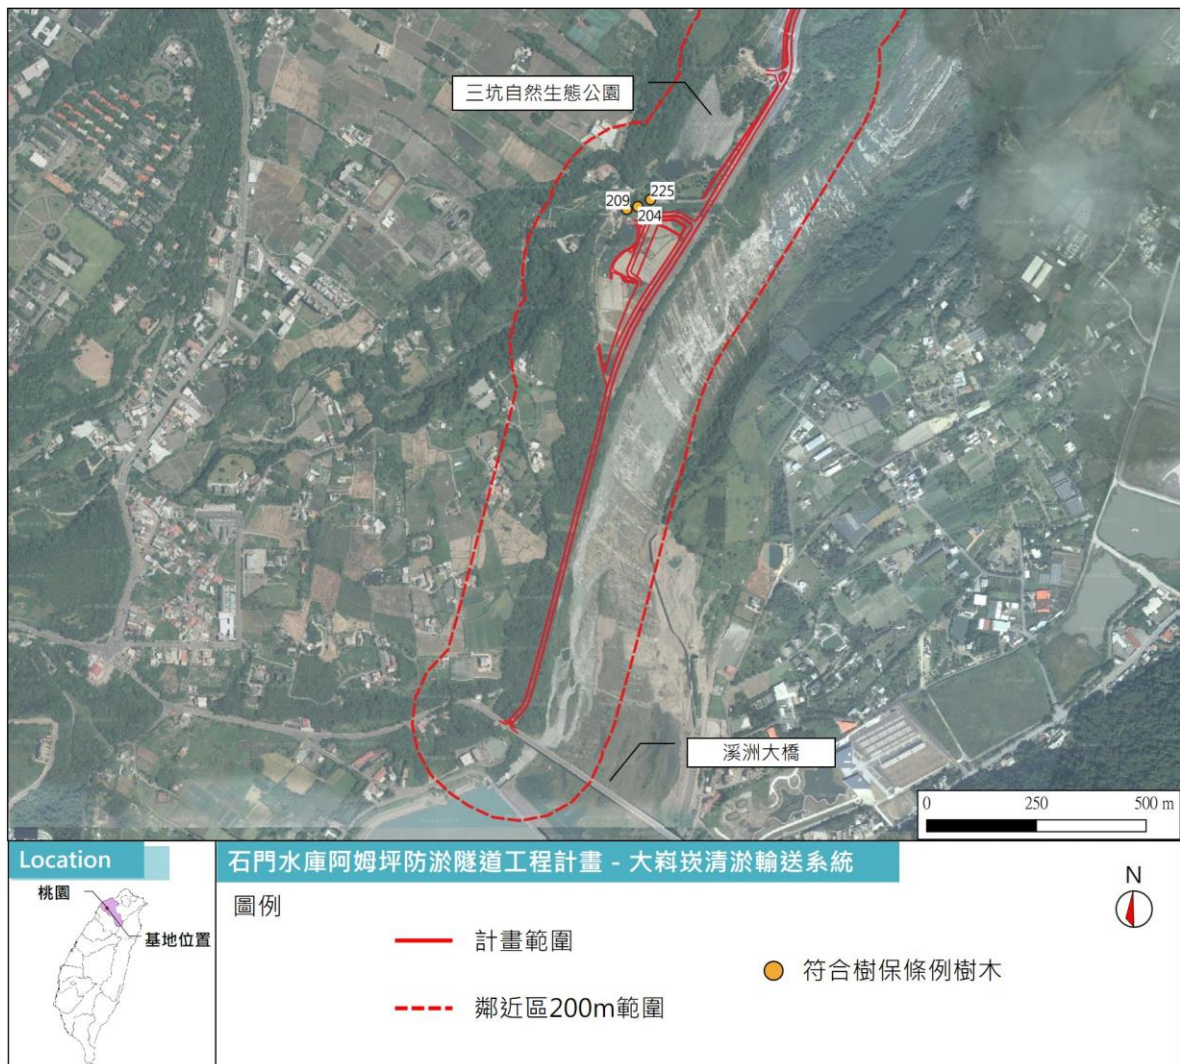 三坑自然生態公園
225
209
204
溪洲大橋
0 250 500 m
Location
石門水庫阿姆坪防淤隧道工程計畫 - 大嵙崁清淤輸送系統
桃園
基地位置
圖例
N
計畫範圍
符合樹保條例樹木
鄰近區200m範圍